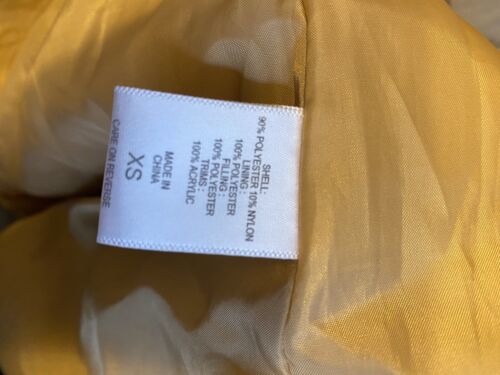 SHELL:
90% POLYESTER 10% NYLON
LINING :
100% POLYESTER
FILLING :
100% POLYESTER
TRIMS :
100% ACRYLIC
MADE IN
CHINA
XS
CARE ON REVERSE